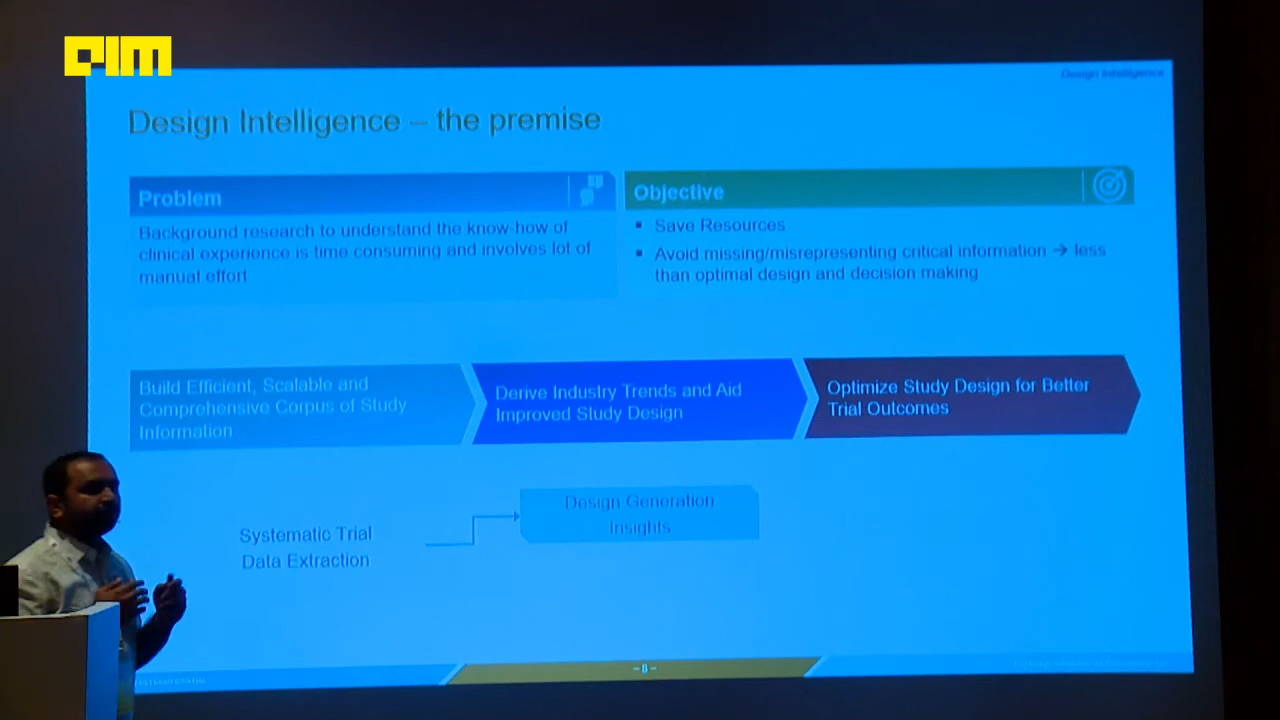 AIM
Design Intelligence
Design Intelligence – the premise
Problem
Background research to understand the know-how of
clinical experience is time consuming and involves lot of
manual effort
Objective
▪ Save Resources
▪ Avoid missing/misrepresenting critical information → less
than optimal design and decision making
Build Efficient, Scalable and
Comprehensive Corpus of Study
Information
Derive Industry Trends and Aid
Improved Study Design
Optimize Study Design for Better
Trial Outcomes
Design Generation
Insights
Systematic Trial
Data Extraction